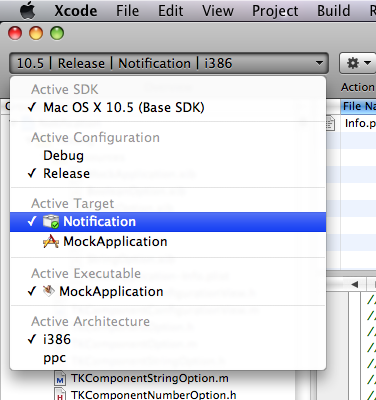 Xcode File Edit View Project Build
10.5 | Release | Notification | i386
Action
Active SDK
✓ Mac OS X 10.5 (Base SDK)
File Na
Info.p
Active Configuration
Debug
✓ Release
Active Target
✓ Notification
MockApplication
Active Executable
✓ MockApplication
Active Architecture
✓ i386
ppc
TKComponentStringOption.m
TKComponentNumberOption.h
//
//
//
//
//
//